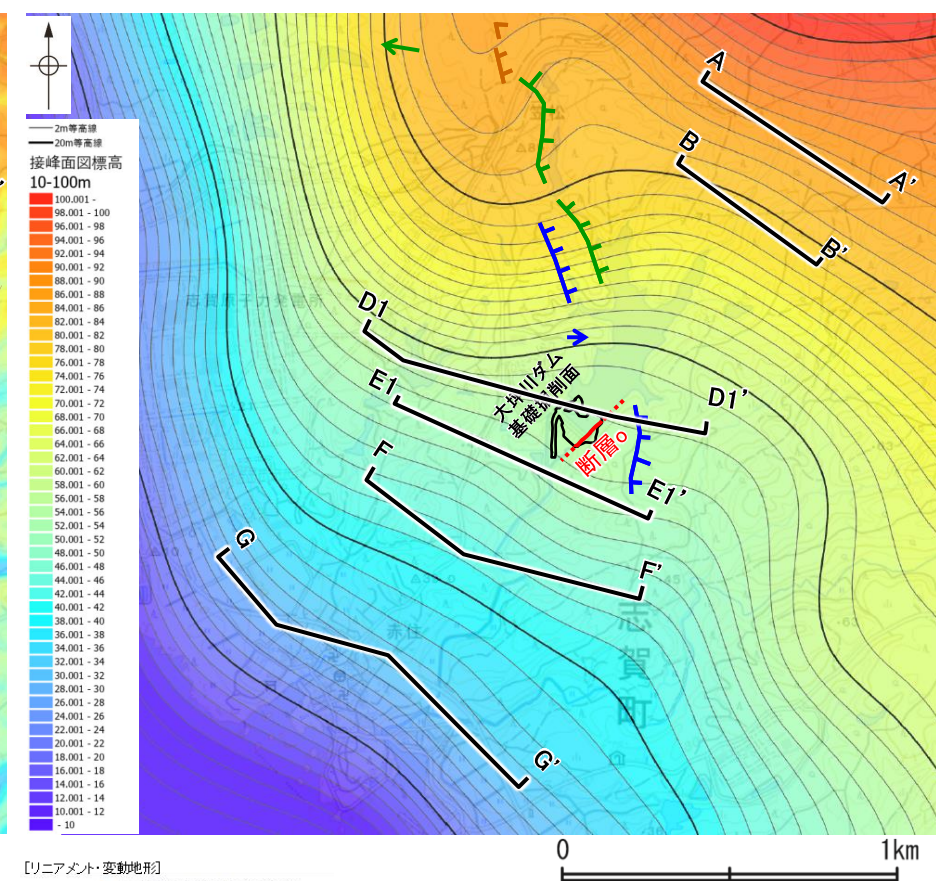 2m等高線
20m等高線
接峰面図標高
10-100m
100.001 -
98.001 - 100
96.001 - 98
94.001 - 96
92.001 - 94
90.001 - 92
88.001 - 90
86.001 - 88
84.001 - 86
82.001 - 84
80.001 - 82
78.001 - 80
76.001 - 78
74.001 - 76
72.001 - 74
70.001 - 72
68.001 - 70
66.001 - 68
64.001 - 66
62.001 - 64
60.001 - 62
58.001 - 60
56.001 - 58
54.001 - 56
52.001 - 54
50.001 - 52
48.001 - 50
46.001 - 48
44.001 - 46
42.001 - 44
40.001 - 42
38.001 - 40
36.001 - 38
34.001 - 36
32.001 - 34
30.001 - 32
28.001 - 30
26.001 - 28
24.001 - 26
22.001 - 24
20.001 - 22
18.001 - 20
16.001 - 18
14.001 - 16
12.001 - 14
10.001 - 12
- 10
A
A'
B
B'
D1
D1'
E1
E1'
F
F'
G
G'
大坪川ダム
基礎掘削面
断層o
志賀原子力発電所
赤住
志賀町
[リニアメント・変動地形]
0
1km